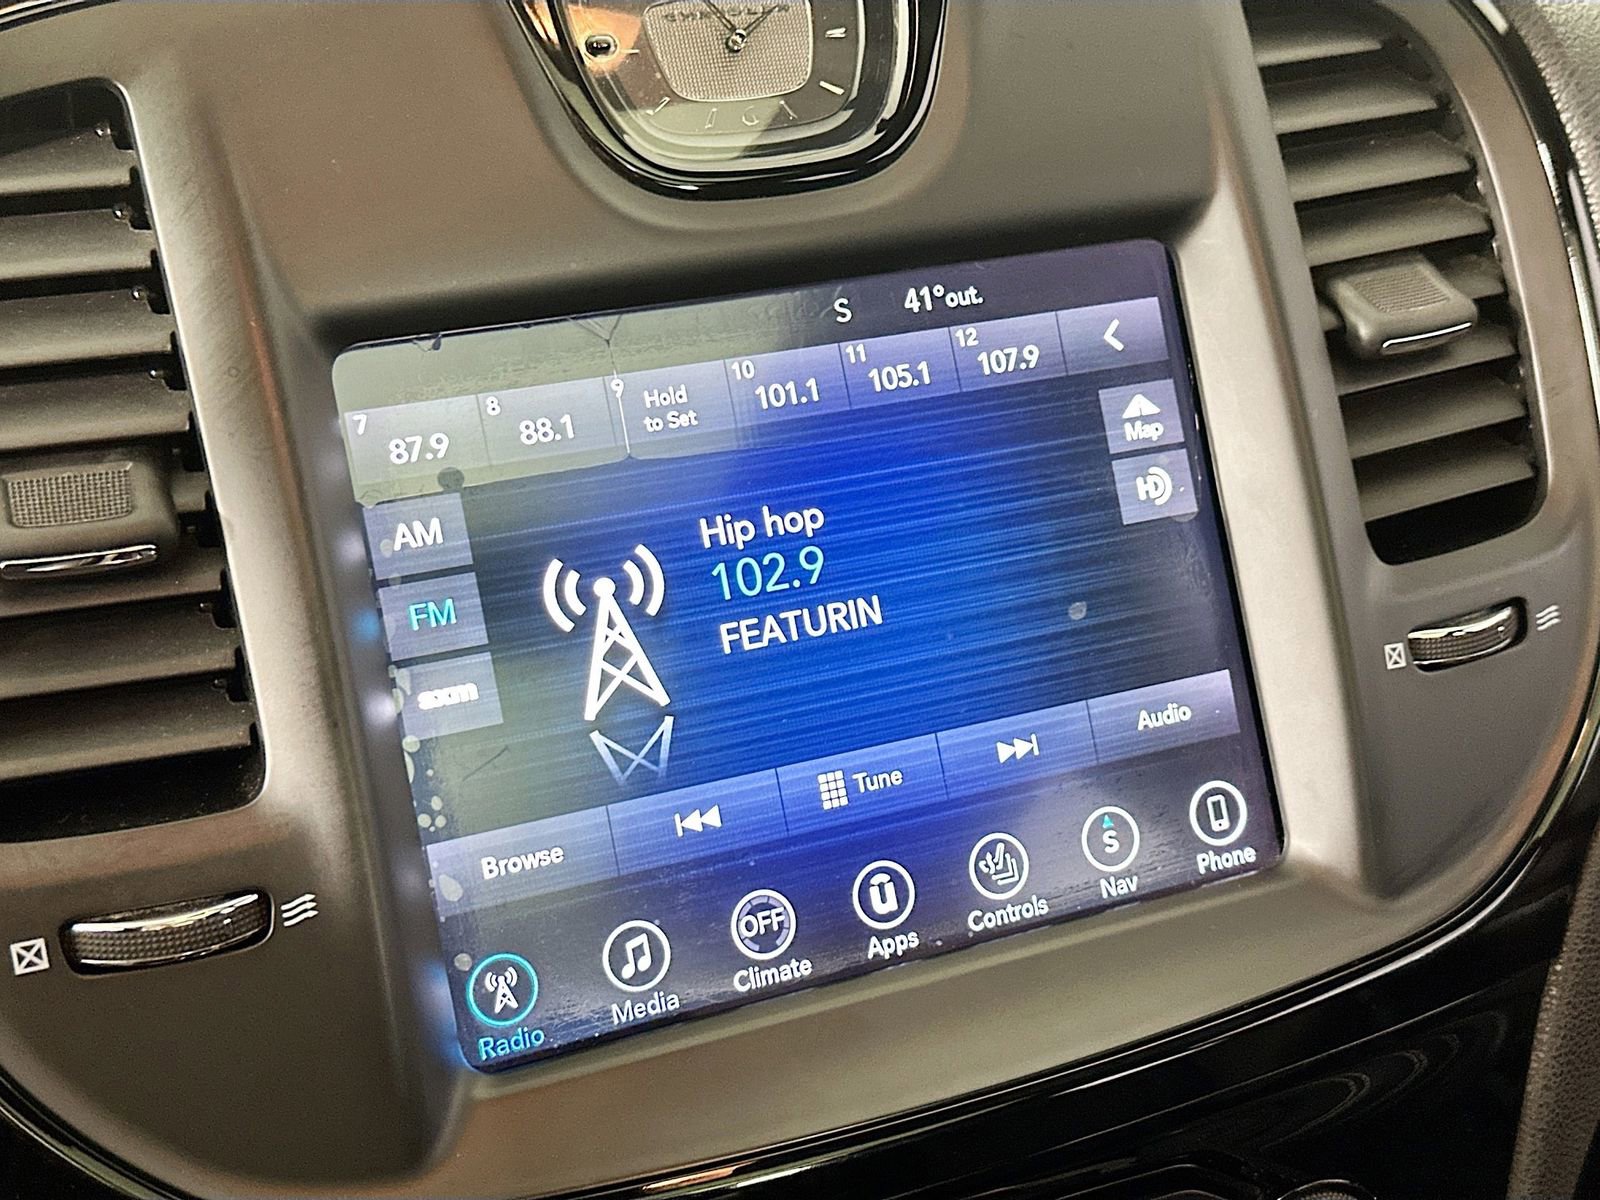 CHRYSLER
S 41°out.
7 87.9 8 88.1 9 Hold to Set 10 101.1 11 105.1 12 107.9
Map
HD
AM
FM
sxm
Hip hop
102.9
FEATURIN
Browse Tune Audio
OFF S
Radio Media Climate Apps Controls Nav Phone